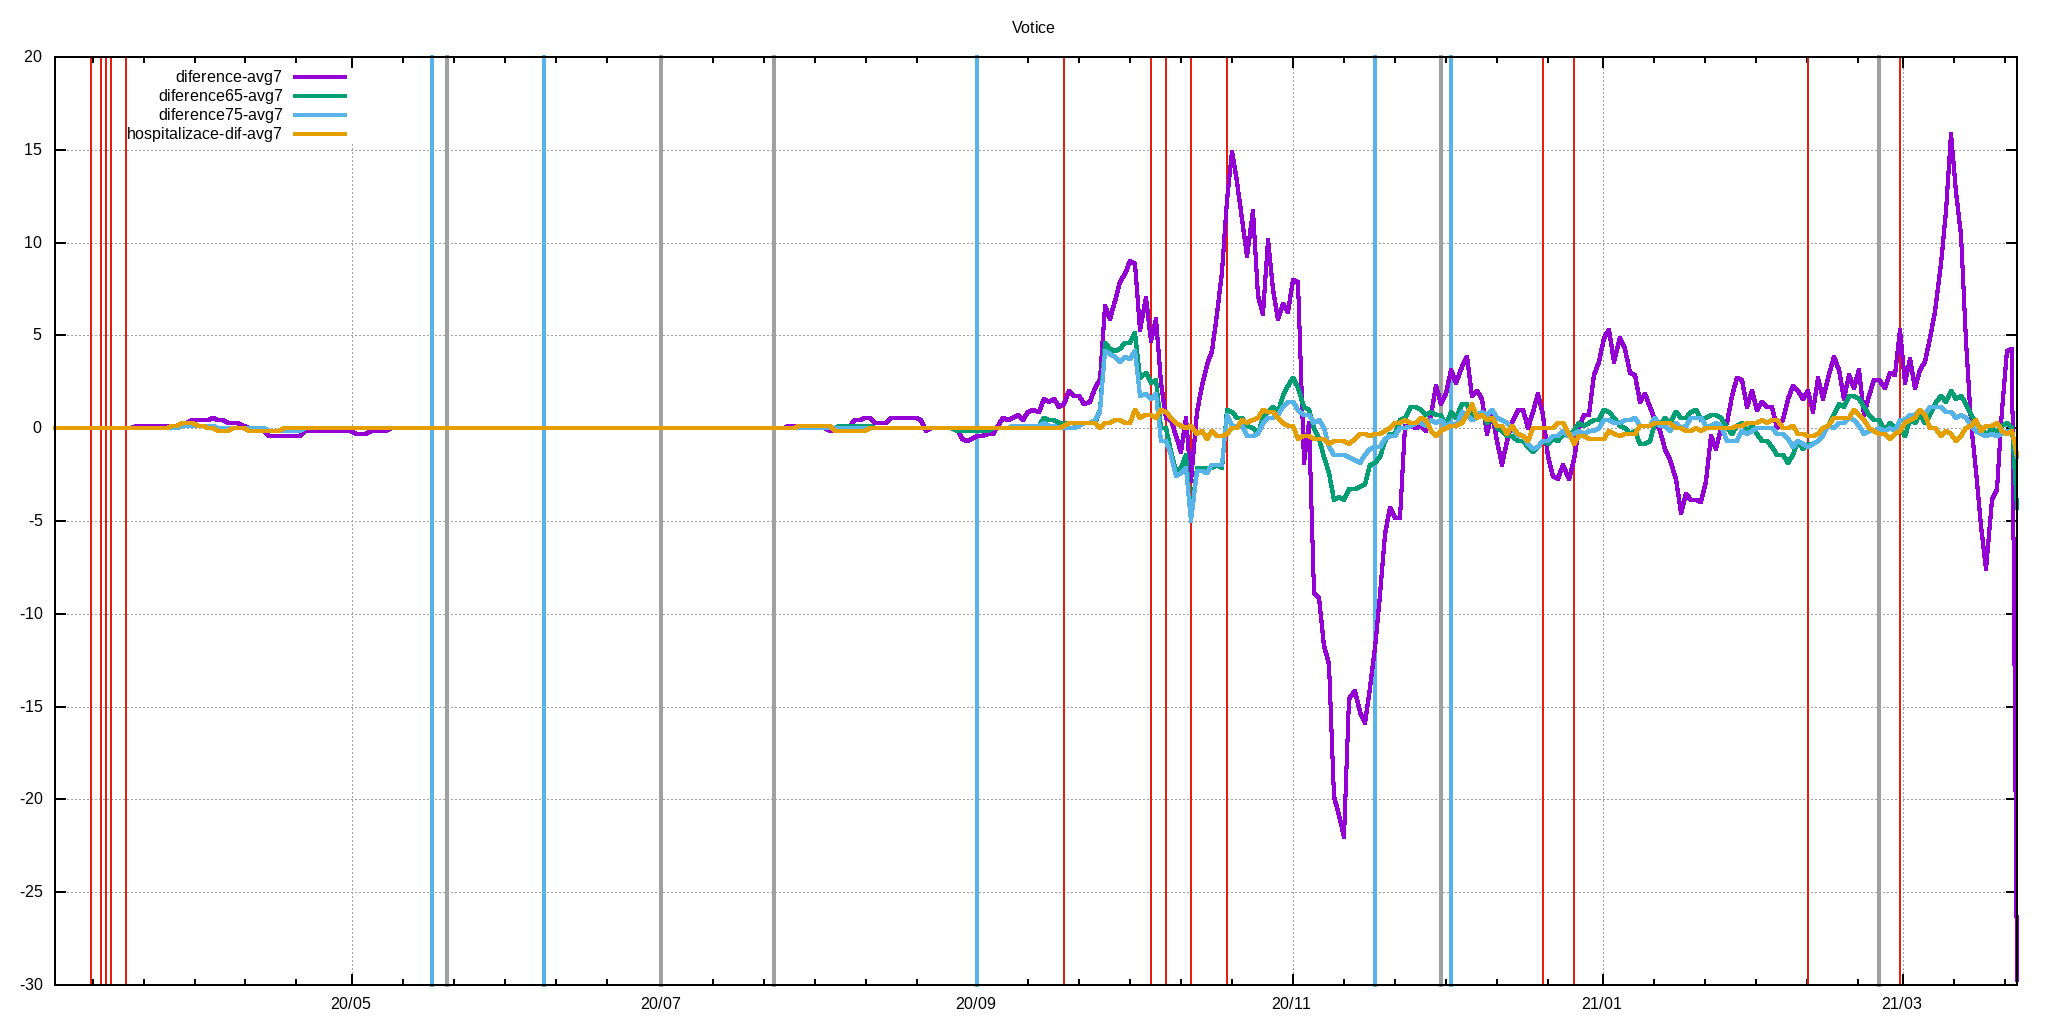 Votice
20
diference-avg7
diference65-avg7
diference75-avg7
hospitalizace-dif-avg7
15
10
5
0
-5
-10
-15
-20
-25
-30
20/05 20/07 20/09 20/11 21/01 21/03